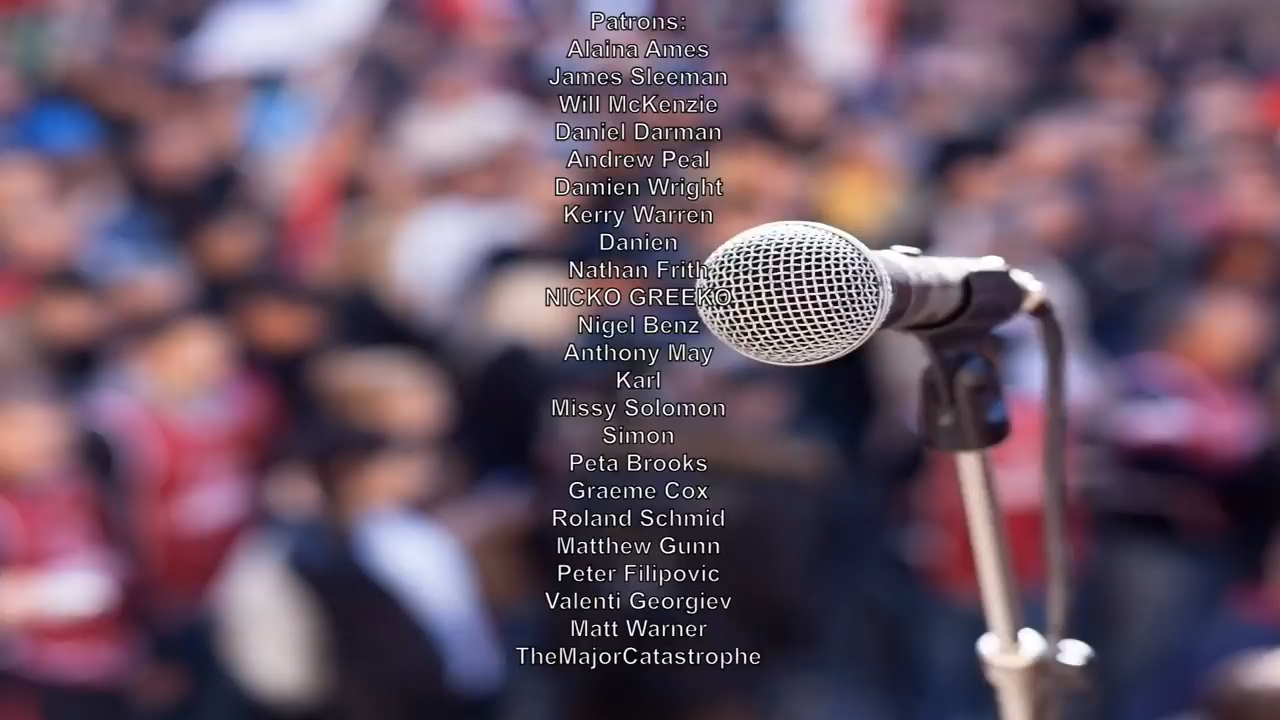 Patrons:
Alaina Ames
James Sleeman
Will McKenzie
Daniel Darman
Andrew Peal
Damien Wright
Kerry Warren
Danien
Nathan Frith
NICKO GREEKO
Nigel Benz
Anthony May
Karl
Missy Solomon
Simon
Peta Brooks
Graeme Cox
Roland Schmid
Matthew Gunn
Peter Filipovic
Valenti Georgiev
Matt Warner
TheMajorCatastrophe